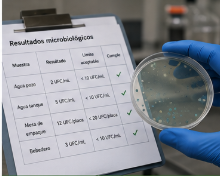 Resultados microbiológicos
Muestra Resultado Límite aceptable Cumple
Agua pozo 2 UFC/mL < 10 UFC/mL ✓
Agua tanque 5 UFC/mL < 10 UFC/mL ✓
Mesa de empaque 12 UFC/placa < 20 UFC/placa ✓
3 UFC/mL < 10 UFC/mL ✓